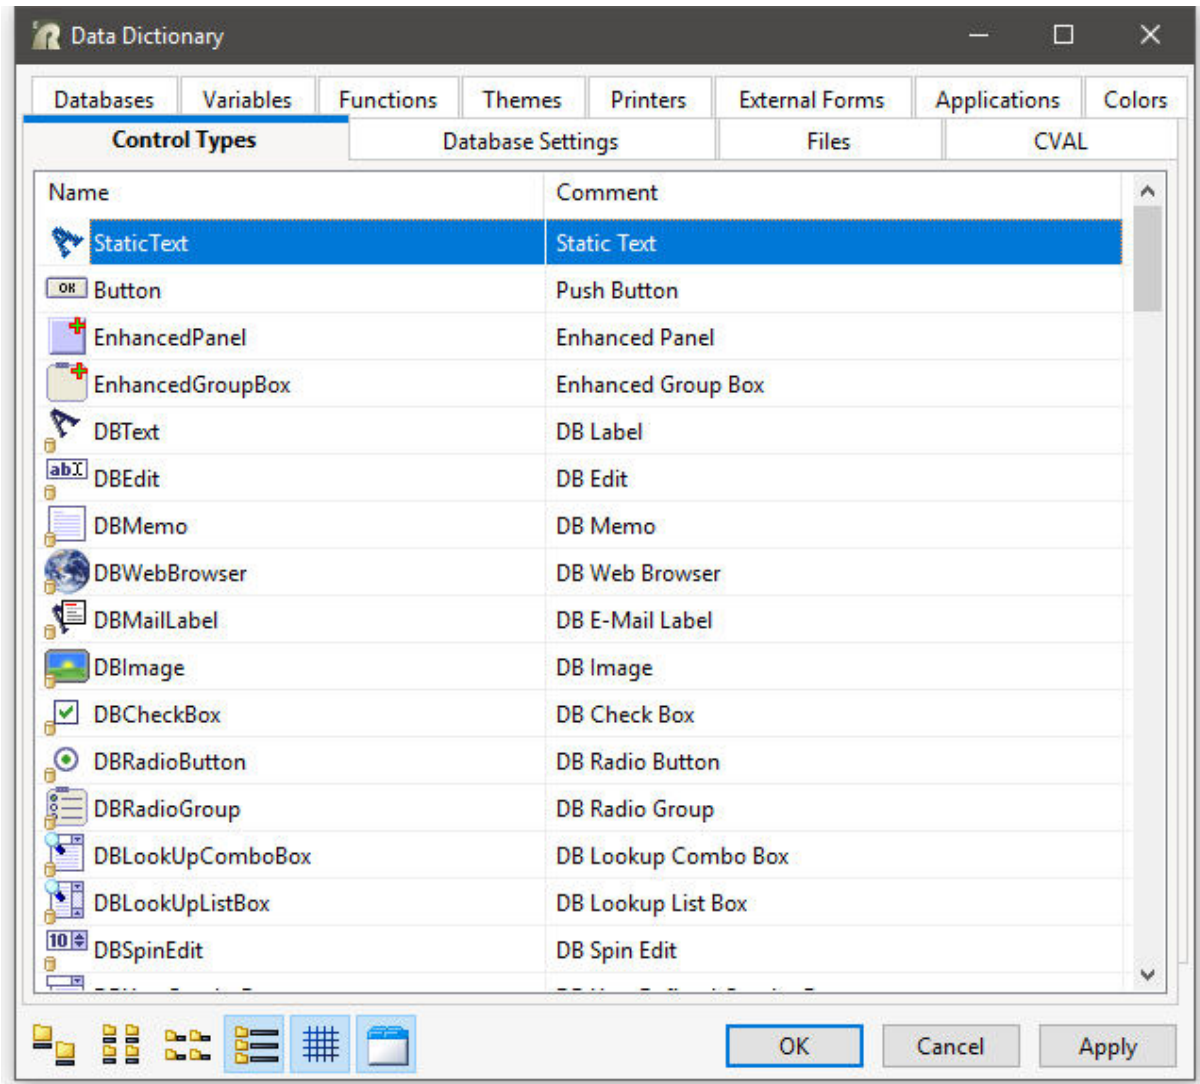 Data Dictionary
Databases Variables Functions Themes Printers External Forms Applications Colors
Control Types Database Settings Files CVAL
Name Comment
StaticText Static Text
OK Button Push Button
EnhancedPanel Enhanced Panel
EnhancedGroupBox Enhanced Group Box
DBText DB Label
ab DBEdit DB Edit
DBMemo DB Memo
DBWebBrowser DB Web Browser
DBMailLabel DB E-Mail Label
DBImage DB Image
DBCheckBox DB Check Box
DBRadioButton DB Radio Button
DBRadioGroup DB Radio Group
DBLookUpComboBox DB Lookup Combo Box
DBLookUpListBox DB Lookup List Box
10 DBSpinEdit DB Spin Edit
OK Cancel Apply